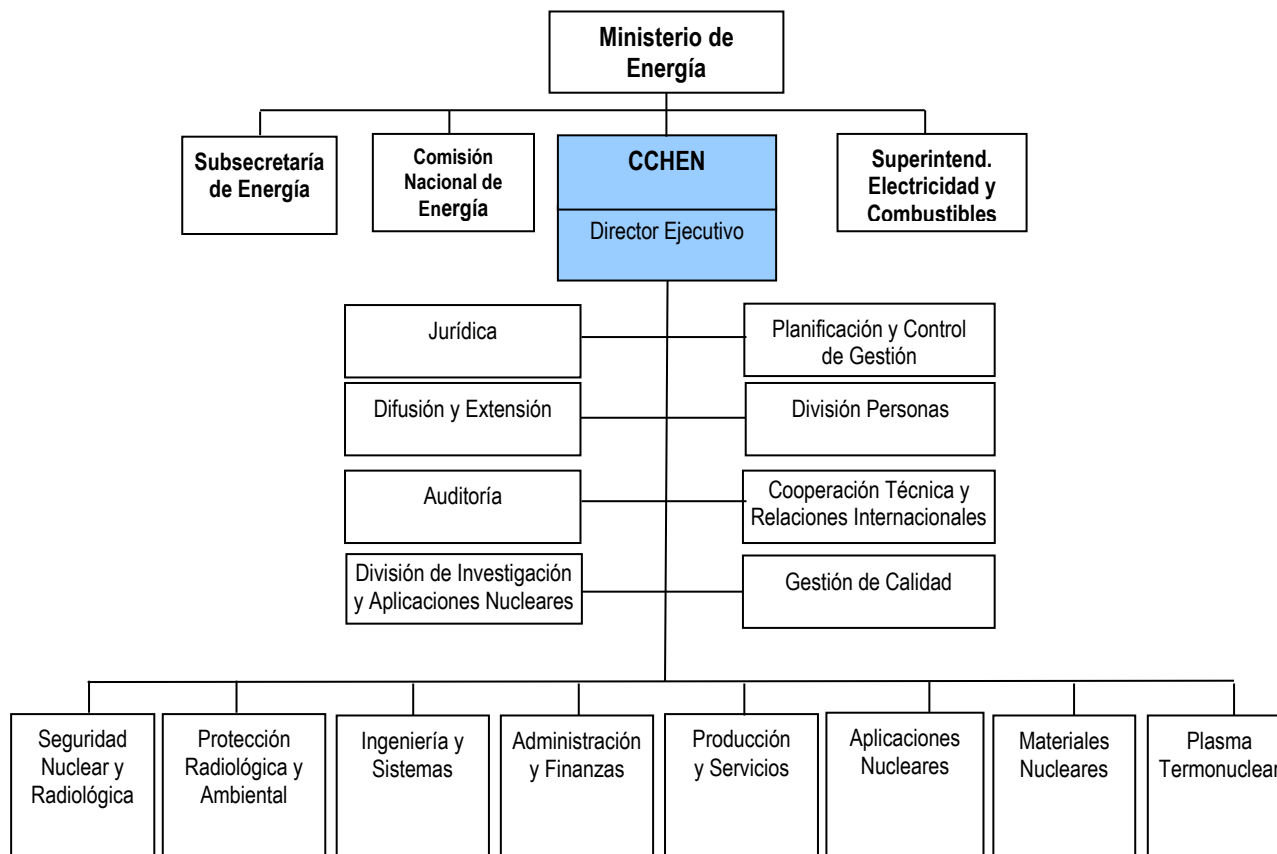 Ministerio de
Energía
Subsecretaría
de Energía
Comisión
Nacional de
Energía
CCHEN
Director Ejecutivo
Superintend.
Electricidad y
Combustibles
Jurídica
Planificación y Control
de Gestión
Difusión y Extensión
División Personas
Auditoría
Cooperación Técnica y
Relaciones Internacionales
División de Investigación
y Aplicaciones Nucleares
Gestión de Calidad
Seguridad
Nuclear y
Radiológica
Protección
Radiológica y
Ambiental
Ingeniería y
Sistemas
Administración
y Finanzas
Producción
y Servicios
Aplicaciones
Nucleares
Materiales
Nucleares
Plasma
Termonuclear